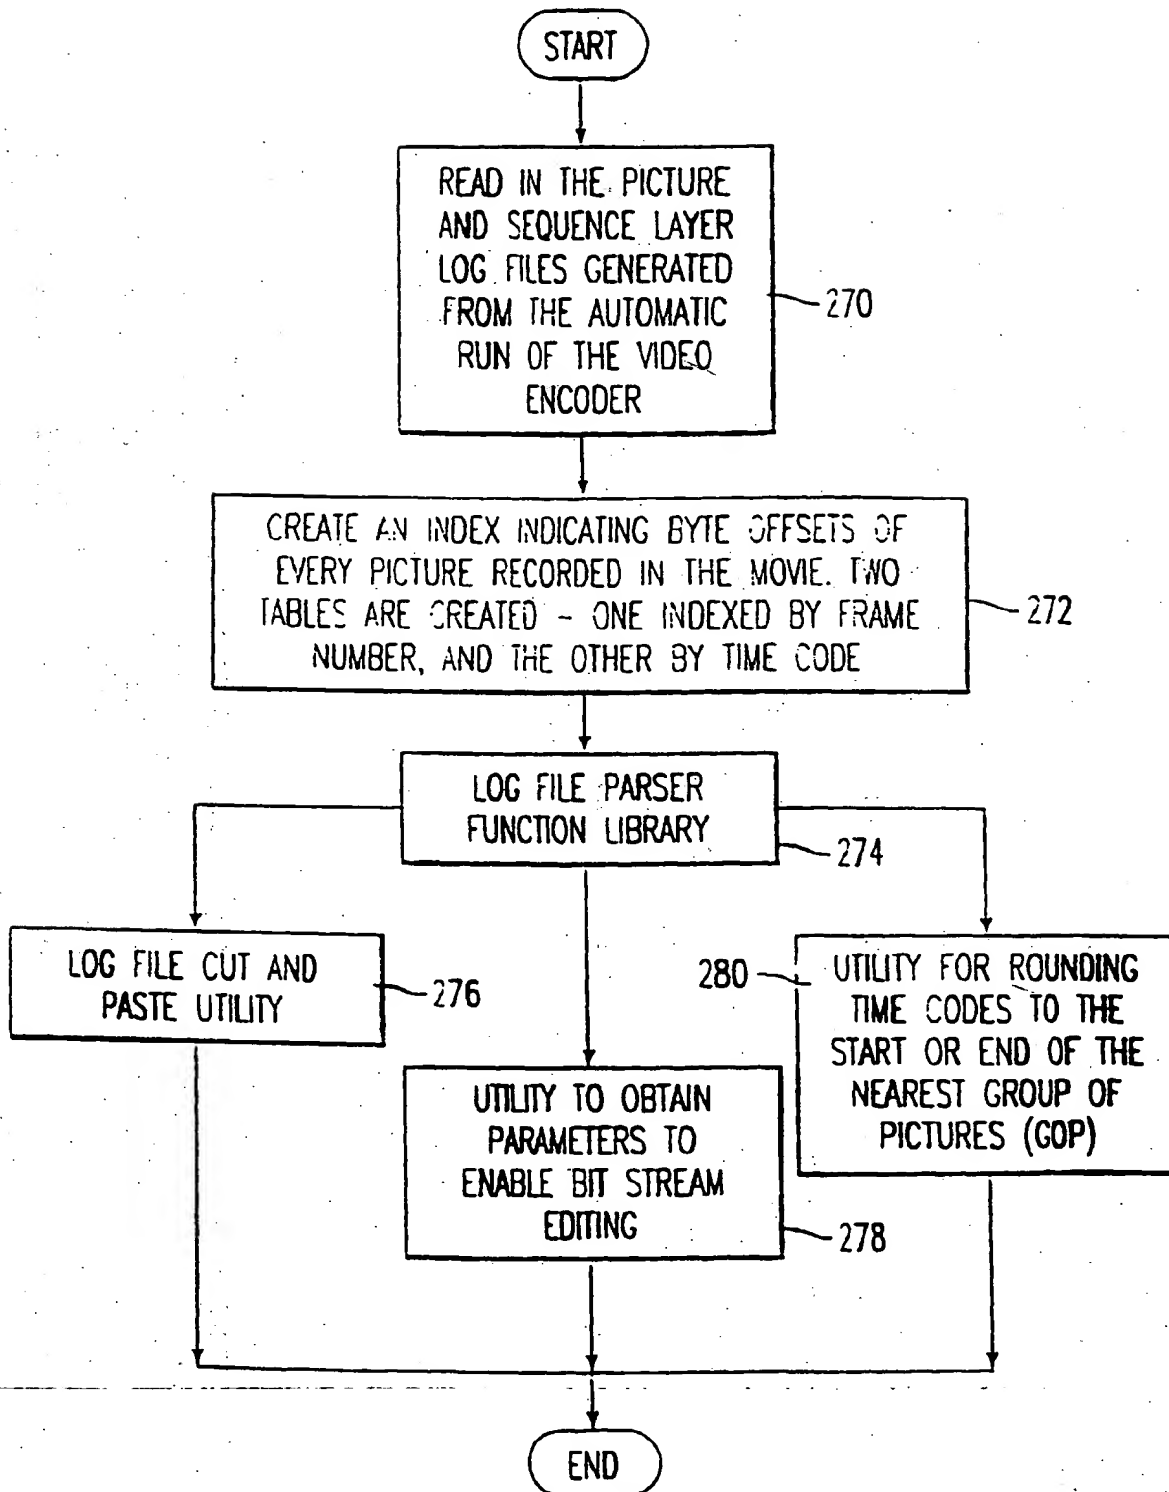 START
READ IN THE PICTURE
AND SEQUENCE LAYER
LOG FILES GENERATED
FROM THE AUTOMATIC
RUN OF THE VIDEO
ENCODER
270
CREATE AN INDEX INDICATING BYTE OFFSETS OF
EVERY PICTURE RECORDED IN THE MOVIE. TWO
TABLES ARE CREATED - ONE INDEXED BY FRAME
NUMBER, AND THE OTHER BY TIME CODE
272
LOG FILE PARSER
FUNCTION LIBRARY
274
LOG FILE CUT AND
PASTE UTILITY
276
UTILITY TO OBTAIN
PARAMETERS TO
ENABLE BIT STREAM
EDITING
278
280
UTILITY FOR ROUNDING
TIME CODES TO THE
START OR END OF THE
NEAREST GROUP OF
PICTURES (GOP)
END